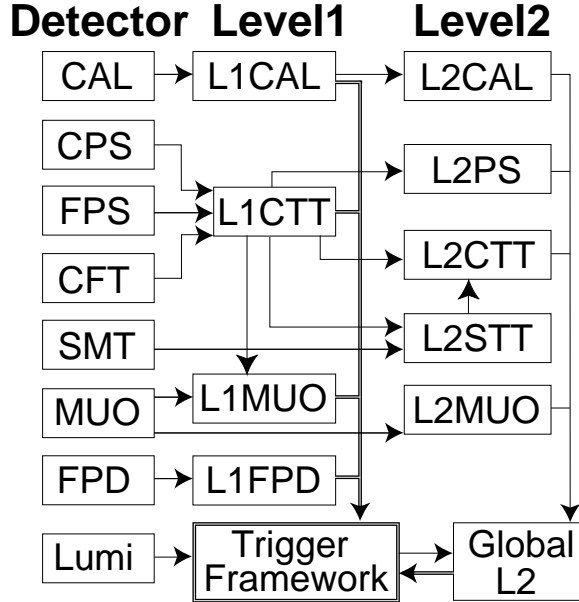 Detector Level1 Level2
CAL L1CAL L2CAL
CPS
L2PS
FPS L1CTT
CFT L2CTT
SMT L2STT
MUO L1MUO L2MUO
FPD L1FPD
Lumi Trigger Framework Global L2